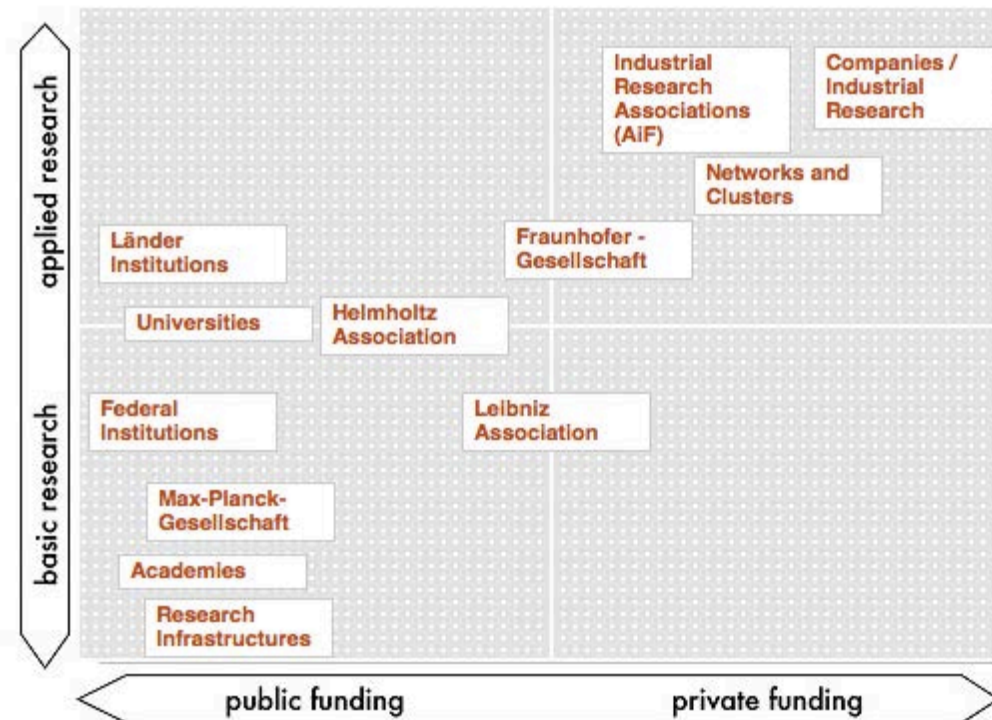 applied research
basic research
Industrial
Research
Associations
(AiF)
Companies /
Industrial
Research
Networks and
Clusters
Länder
Institutions
Fraunhofer -
Gesellschaft
Universities
Helmholtz
Association
Federal
Institutions
Leibniz
Association
Max-Planck-
Gesellschaft
Academies
Research
Infrastructures
public funding
private funding